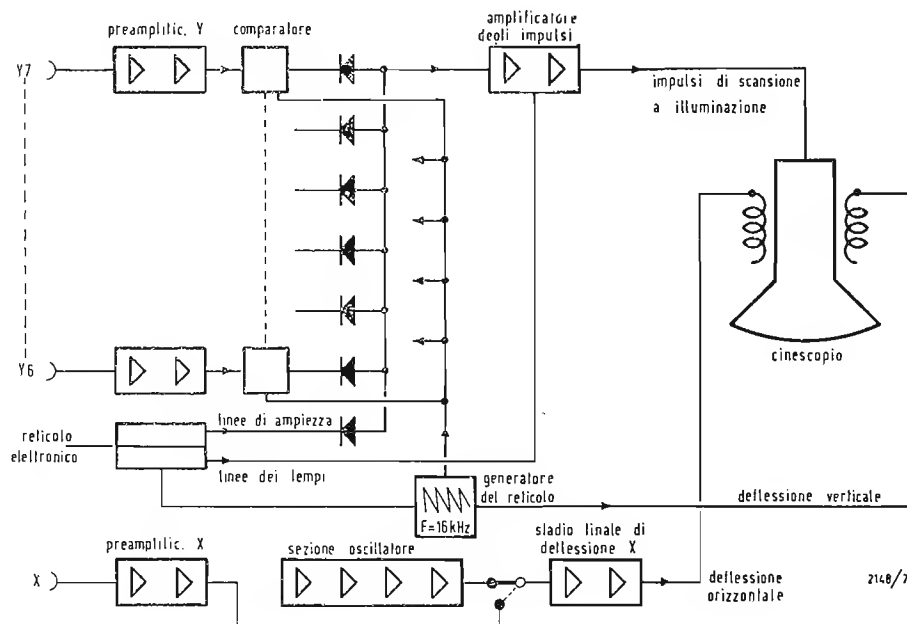 preamplific. Y
comparatore
amplificatore
degli impulsi
Y7
impulsi di scansione
a illuminazione
cinescopio
Y6
linee di ampiezza
reticolo
elettronico
linee dei tempi
generatore
del reticolo
F=16kHz
deflessione verticale
preamplific. X
sezione oscillatore
stadio finale di
deflessione X
X
deflessione
orizzontale
2148/7